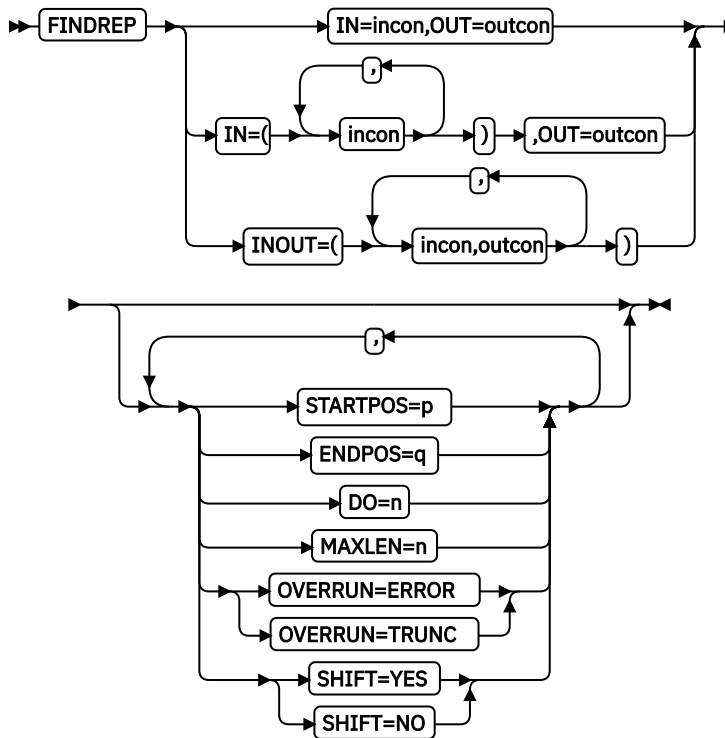 FINDREP IN=incon,OUT=outcon
,
IN=( incon ) ,OUT=outcon
,
INOUT=( incon,outcon )
,
STARTPOS=p
ENDPOS=q
DO=n
MAXLEN=n
OVERRUN=ERROR
OVERRUN=TRUNC
SHIFT=YES
SHIFT=NO